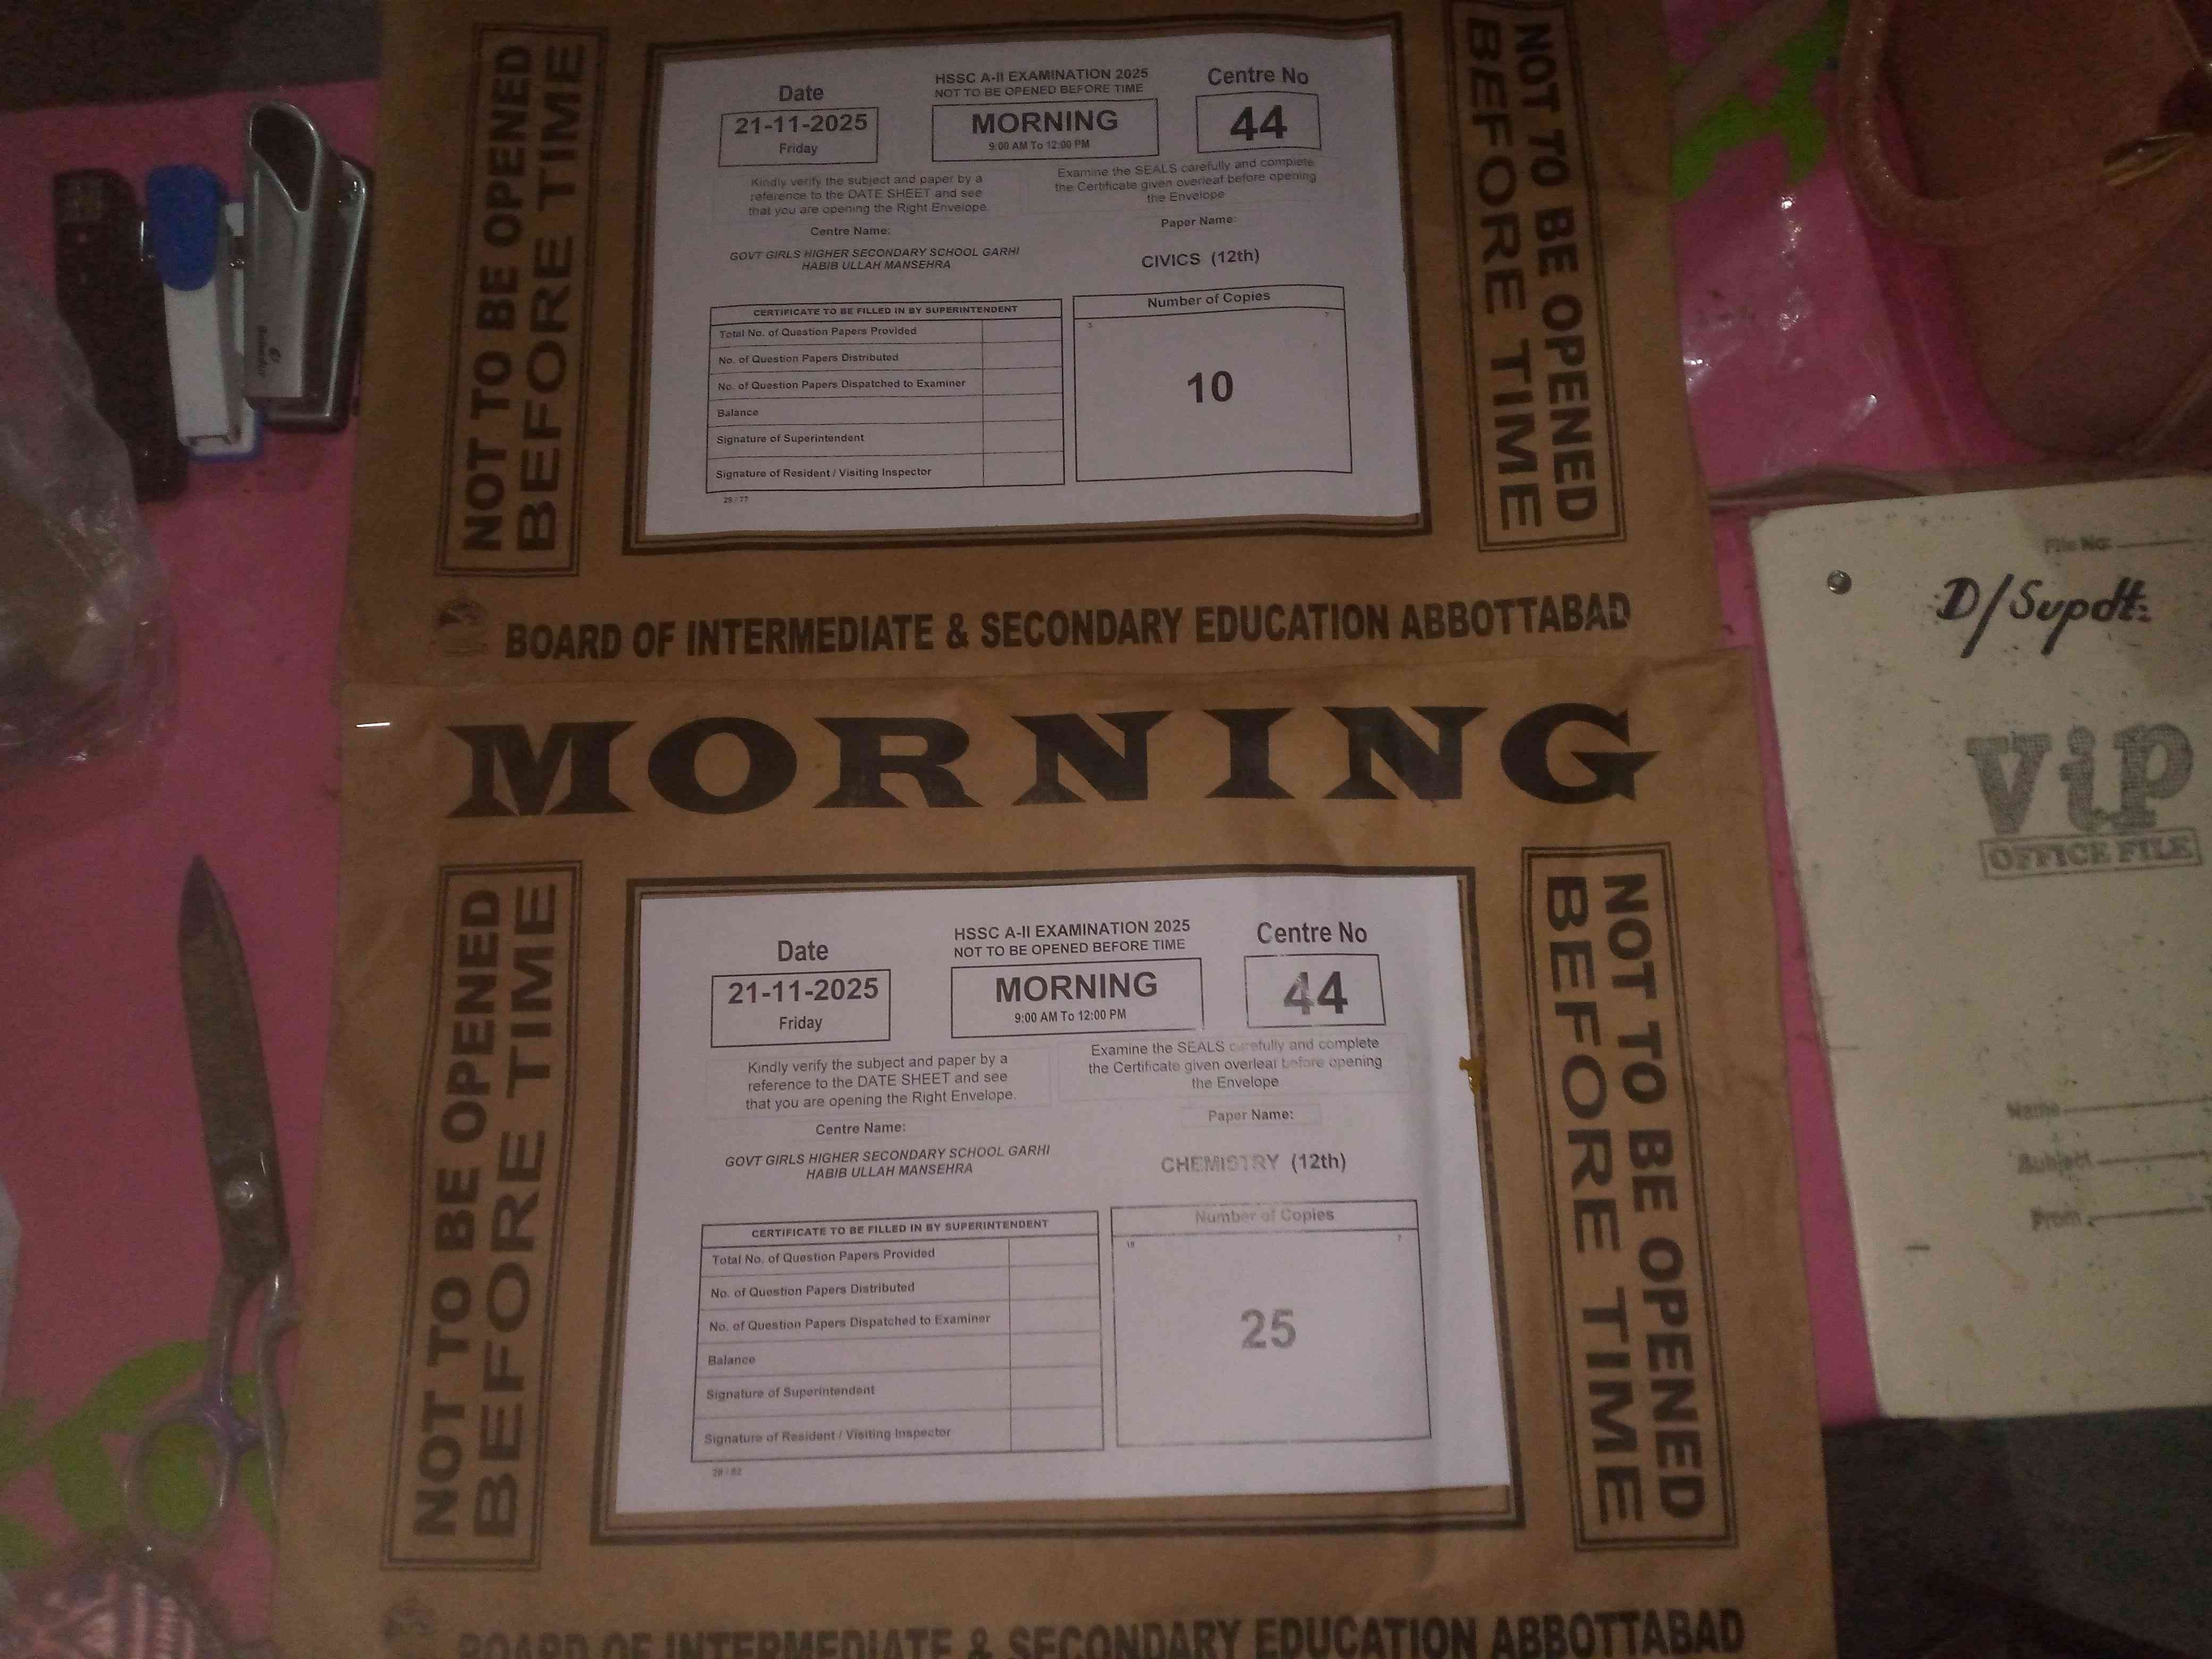 NOT TO BE OPENED
BEFORE TIME
Date
21-11-2025
Friday
HSSC A-II EXAMINATION 2025
NOT TO BE OPENED BEFORE TIME
MORNING
9:00 AM To 12:00 PM
Centre No
44
Kindly verify the subject and paper by a
reference to the DATE SHEET and see
that you are opening the Right Envelope.
Examine the SEALS carefully and complete
the Certificate given overleaf before opening
the Envelope
Centre Name:
GOVT GIRLS HIGHER SECONDARY SCHOOL GARHI
HABIB ULLAH MANSEHRA
Paper Name:
CIVICS (12th)
CERTIFICATE TO BE FILLED IN BY SUPERINTENDENT
Total No. of Question Papers Provided
No. of Question Papers Distributed
No. of Question Papers Dispatched to Examiner
Balance
Signature of Superintendent
Signature of Resident / Visiting Inspector
Number of Copies
3 7
10
29 / 77
NOT TO BE OPENED
BEFORE TIME
BOARD OF INTERMEDIATE & SECONDARY EDUCATION ABBOTTABAD
MORNING
NOT TO BE OPENED
BEFORE TIME
Date
21-11-2025
Friday
HSSC A-II EXAMINATION 2025
NOT TO BE OPENED BEFORE TIME
MORNING
9:00 AM To 12:00 PM
Centre No
44
Kindly verify the subject and paper by a
reference to the DATE SHEET and see
that you are opening the Right Envelope.
Examine the SEALS carefully and complete
the Certificate given overleaf before opening
the Envelope
Centre Name:
GOVT GIRLS HIGHER SECONDARY SCHOOL GARHI
HABIB ULLAH MANSEHRA
Paper Name:
CHEMISTRY (12th)
CERTIFICATE TO BE FILLED IN BY SUPERINTENDENT
Total No. of Question Papers Provided
No. of Question Papers Distributed
No. of Question Papers Dispatched to Examiner
Balance
Signature of Superintendent
Signature of Resident / Visiting Inspector
Number of Copies
7
25
NOT TO BE OPENED
BEFORE TIME
BOARD OF INTERMEDIATE & SECONDARY EDUCATION ABBOTTABAD
File No:
D/Supdt:
Vip
OFFICE FILE
Name
Subject
From